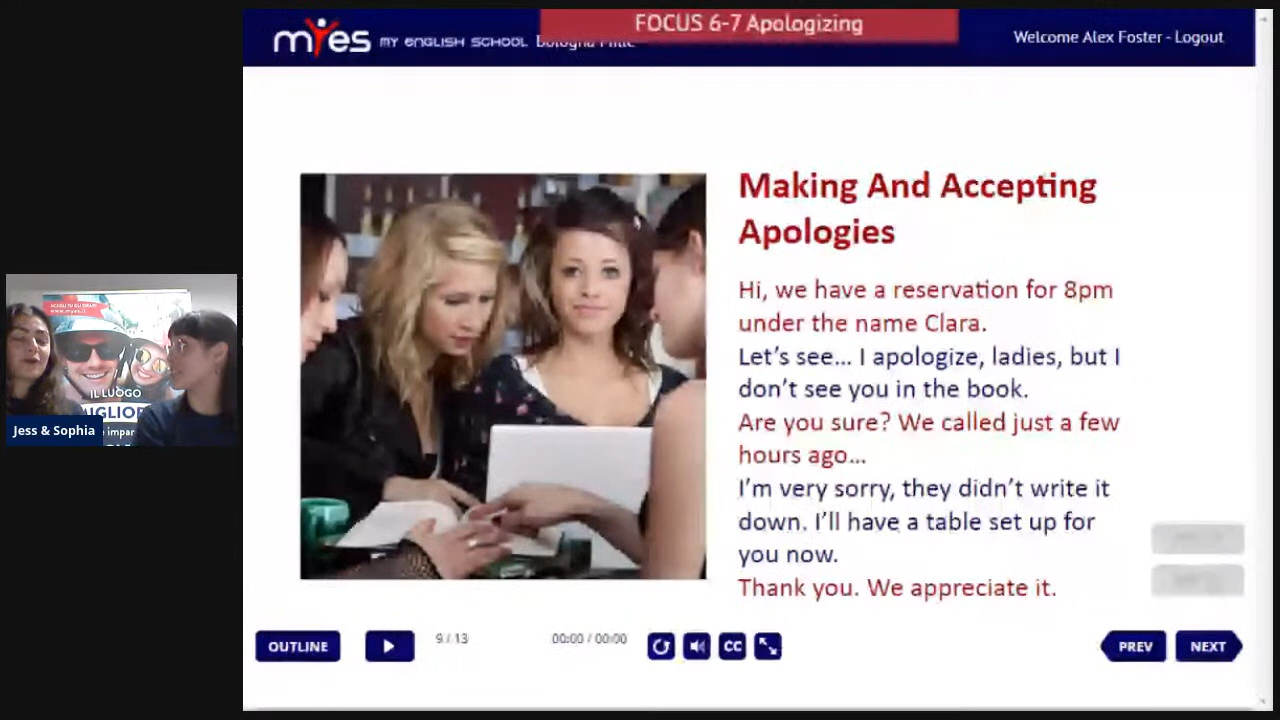 FOCUS 6-7 Apologizing
myes MY ENGLISH SCHOOL
Welcome Alex Foster - Logout
Making And Accepting
Apologies
Hi, we have a reservation for 8pm
under the name Clara.
Let's see... I apologize, ladies, but I
don't see you in the book.
Are you sure? We called just a few
hours ago...
I'm very sorry, they didn't write it
down. I'll have a table set up for
you now.
Thank you. We appreciate it.
IL LUOGO
Jess & Sophia
OUTLINE
9 / 13
00:00 / 00:00
CC
PREV
NEXT